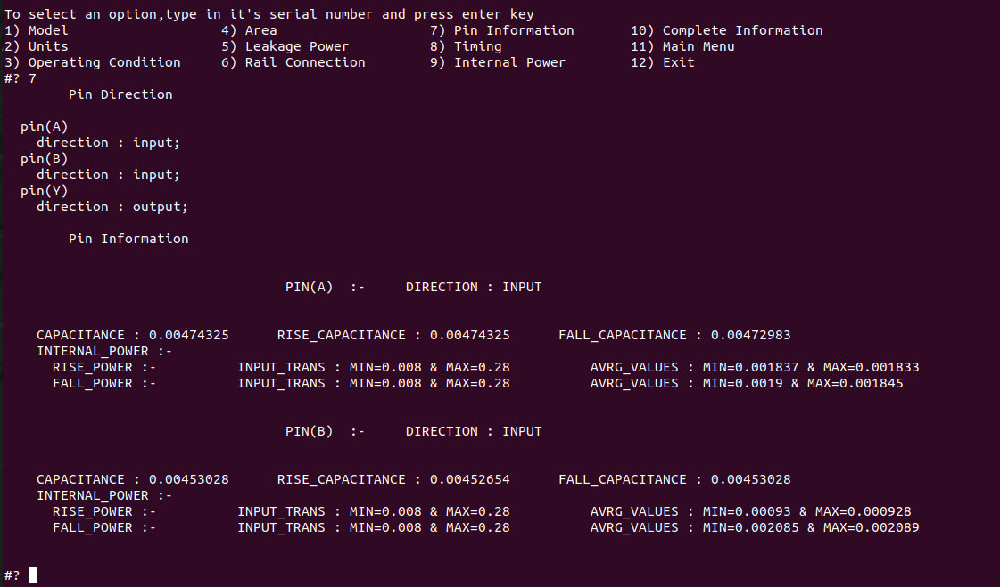 To select an option,type in it's serial number and press enter key
1) Model                   4) Area                   7) Pin Information       10) Complete Information
2) Units                   5) Leakage Power          8) Timing                11) Main Menu
3) Operating Condition     6) Rail Connection        9) Internal Power        12) Exit
#? 7
        Pin Direction
  pin(A)
    direction : input;
  pin(B)
    direction : input;
  pin(Y)
    direction : output;
        Pin Information
                                   PIN(A)  :-     DIRECTION : INPUT
    CAPACITANCE : 0.00474325      RISE_CAPACITANCE : 0.00474325      FALL_CAPACITANCE : 0.00472983
    INTERNAL_POWER :-
      RISE_POWER :-          INPUT_TRANS : MIN=0.008 & MAX=0.28          AVRG_VALUES : MIN=0.001837 & MAX=0.001833
      FALL_POWER :-          INPUT_TRANS : MIN=0.008 & MAX=0.28          AVRG_VALUES : MIN=0.0019 & MAX=0.001845
                                   PIN(B)  :-     DIRECTION : INPUT
    CAPACITANCE : 0.00453028      RISE_CAPACITANCE : 0.00452654      FALL_CAPACITANCE : 0.00453028
    INTERNAL_POWER :-
      RISE_POWER :-          INPUT_TRANS : MIN=0.008 & MAX=0.28          AVRG_VALUES : MIN=0.00093 & MAX=0.000928
      FALL_POWER :-          INPUT_TRANS : MIN=0.008 & MAX=0.28          AVRG_VALUES : MIN=0.002085 & MAX=0.002089
#?